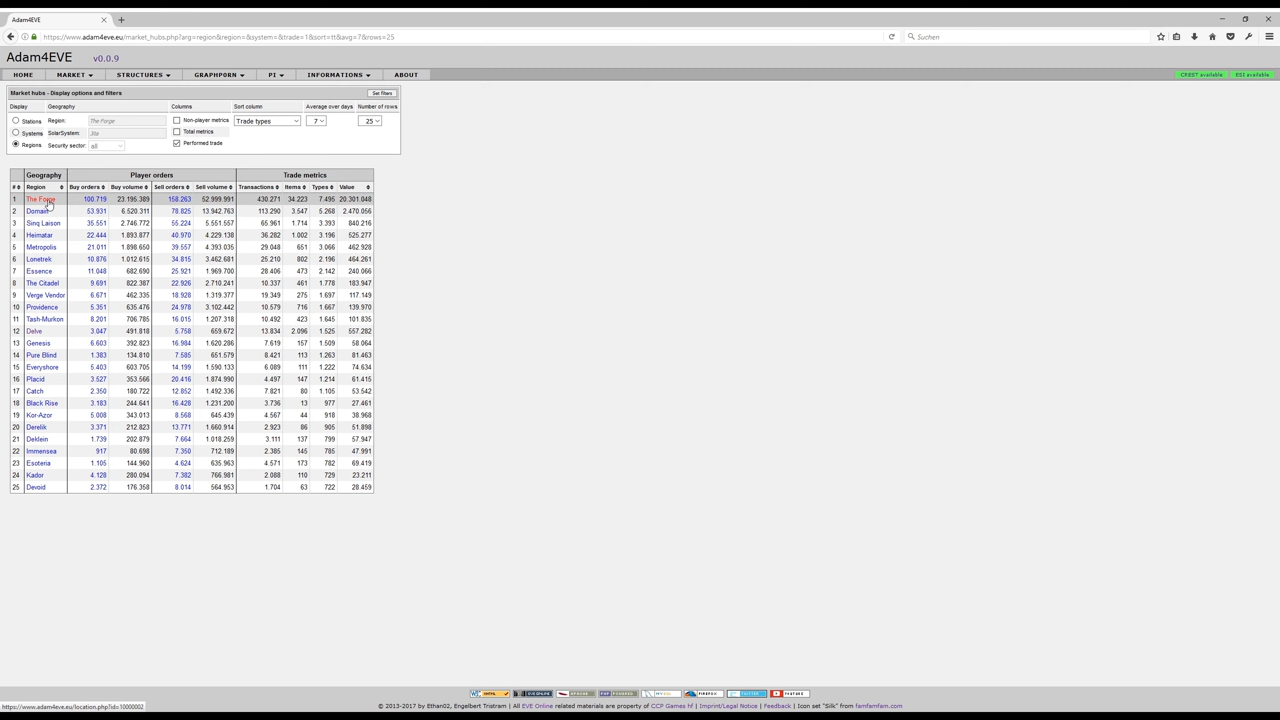 Adam4EVE
https://www.adam4eve.eu/market_hubs.php?arg=region&region=&system=&trade=1&sort=tt&avg=7&rows=25
Suchen
Adam4EVE v0.0.9
HOME MARKET STRUCTURES GRAPHP0RN PI INFORMATIONS ABOUT CREST available ESI available
Market hubs - Display options and filters Set filters
Display Geography Columns Sort column Average over days Number of rows
Stations Region: The Forge Non-player metrics Trade types 7 25
Systems SolarSystem: Jita Total metrics
Regions Security sector: all Performed trade
Geography Player orders Trade metrics
# Region Buy orders Buy volume Sell orders Sell volume Transactions Items Types Value
1 The Forge 100.719 23.195.389 158.263 52.999.991 430.271 34.223 7.495 20.301.048
2 Domain 53.931 6.520.311 78.825 13.942.763 113.290 3.547 5.268 2.470.056
3 Sinq Laison 35.551 2.746.772 55.224 5.551.557 65.961 1.714 3.393 840.216
4 Heimatar 22.444 1.893.877 40.970 4.229.138 36.282 1.002 3.196 525.277
5 Metropolis 21.011 1.898.650 39.557 4.393.035 29.048 651 3.066 462.928
6 Lonetrek 10.876 1.012.615 34.815 3.462.681 25.210 802 2.196 464.261
7 Essence 11.048 682.690 25.921 1.969.700 28.406 473 2.142 240.066
8 The Citadel 9.691 822.387 22.926 2.710.241 10.337 461 1.778 183.947
9 Verge Vendor 6.671 462.335 18.928 1.319.377 19.349 275 1.697 117.149
10 Providence 5.351 635.476 24.978 3.102.442 10.579 716 1.667 139.970
11 Tash-Murkon 8.201 706.785 16.015 1.207.318 10.492 423 1.645 101.835
12 Delve 3.047 491.818 5.758 659.672 13.834 2.096 1.525 557.282
13 Genesis 6.603 392.823 16.984 1.620.286 7.619 157 1.509 58.064
14 Pure Blind 1.383 134.810 7.585 651.579 8.421 113 1.263 81.463
15 Everyshore 5.403 603.705 14.199 1.590.133 6.089 111 1.222 74.634
16 Placid 3.527 353.566 20.416 1.874.990 4.497 147 1.214 61.415
17 Catch 2.350 180.722 12.852 1.492.336 7.821 80 1.105 53.542
18 Black Rise 3.183 244.641 16.428 1.231.200 3.736 13 977 27.461
19 Kor-Azor 5.008 343.013 8.568 645.439 4.567 44 918 38.968
20 Derelik 3.371 212.823 13.771 1.660.914 2.923 86 905 51.898
21 Deklein 1.739 202.879 7.664 1.018.259 3.111 137 799 57.947
22 Immensea 917 80.698 7.350 712.189 2.385 145 785 47.991
23 Esoteria 1.105 144.960 4.624 635.963 4.571 173 782 69.419
24 Kador 4.128 280.094 7.382 766.981 2.088 110 729 23.211
25 Devoid 2.372 176.358 8.014 564.953 1.704 63 722 28.459
© 2013-2017 by Ethan02, Engelbert Tristram | All EVE Online related materials are property of CCP Games hf | Imprint/Legal Notice | Feedback | Icon set "Silk" from famfamfam.com
https://www.adam4eve.eu/location.php?id=10000002